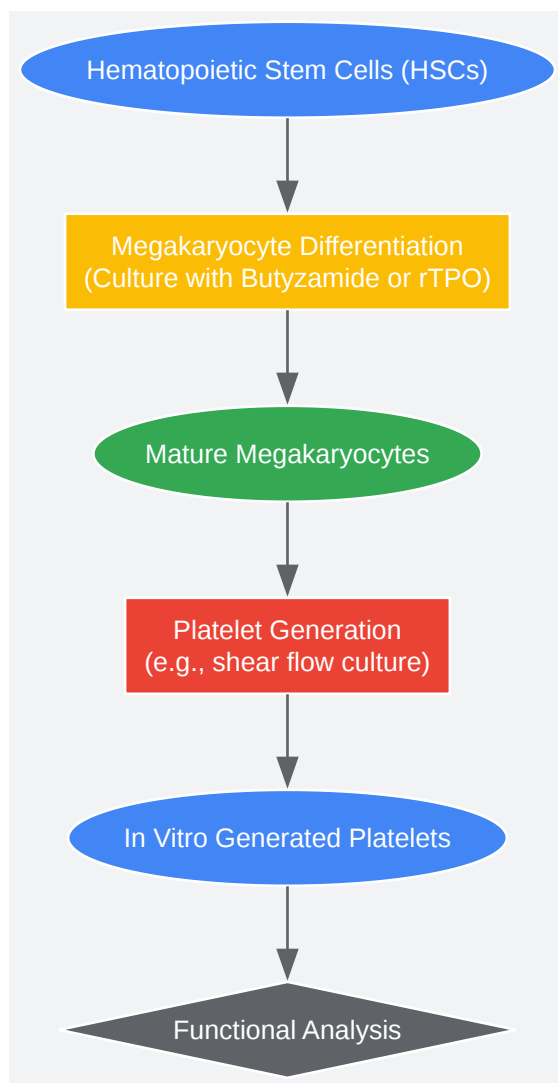 Hematopoietic Stem Cells (HSCs)
Megakaryocyte Differentiation
(Culture with Butyzamide or rTPO)
Mature Megakaryocytes
Platelet Generation
(e.g., shear flow culture)
In Vitro Generated Platelets
Functional Analysis